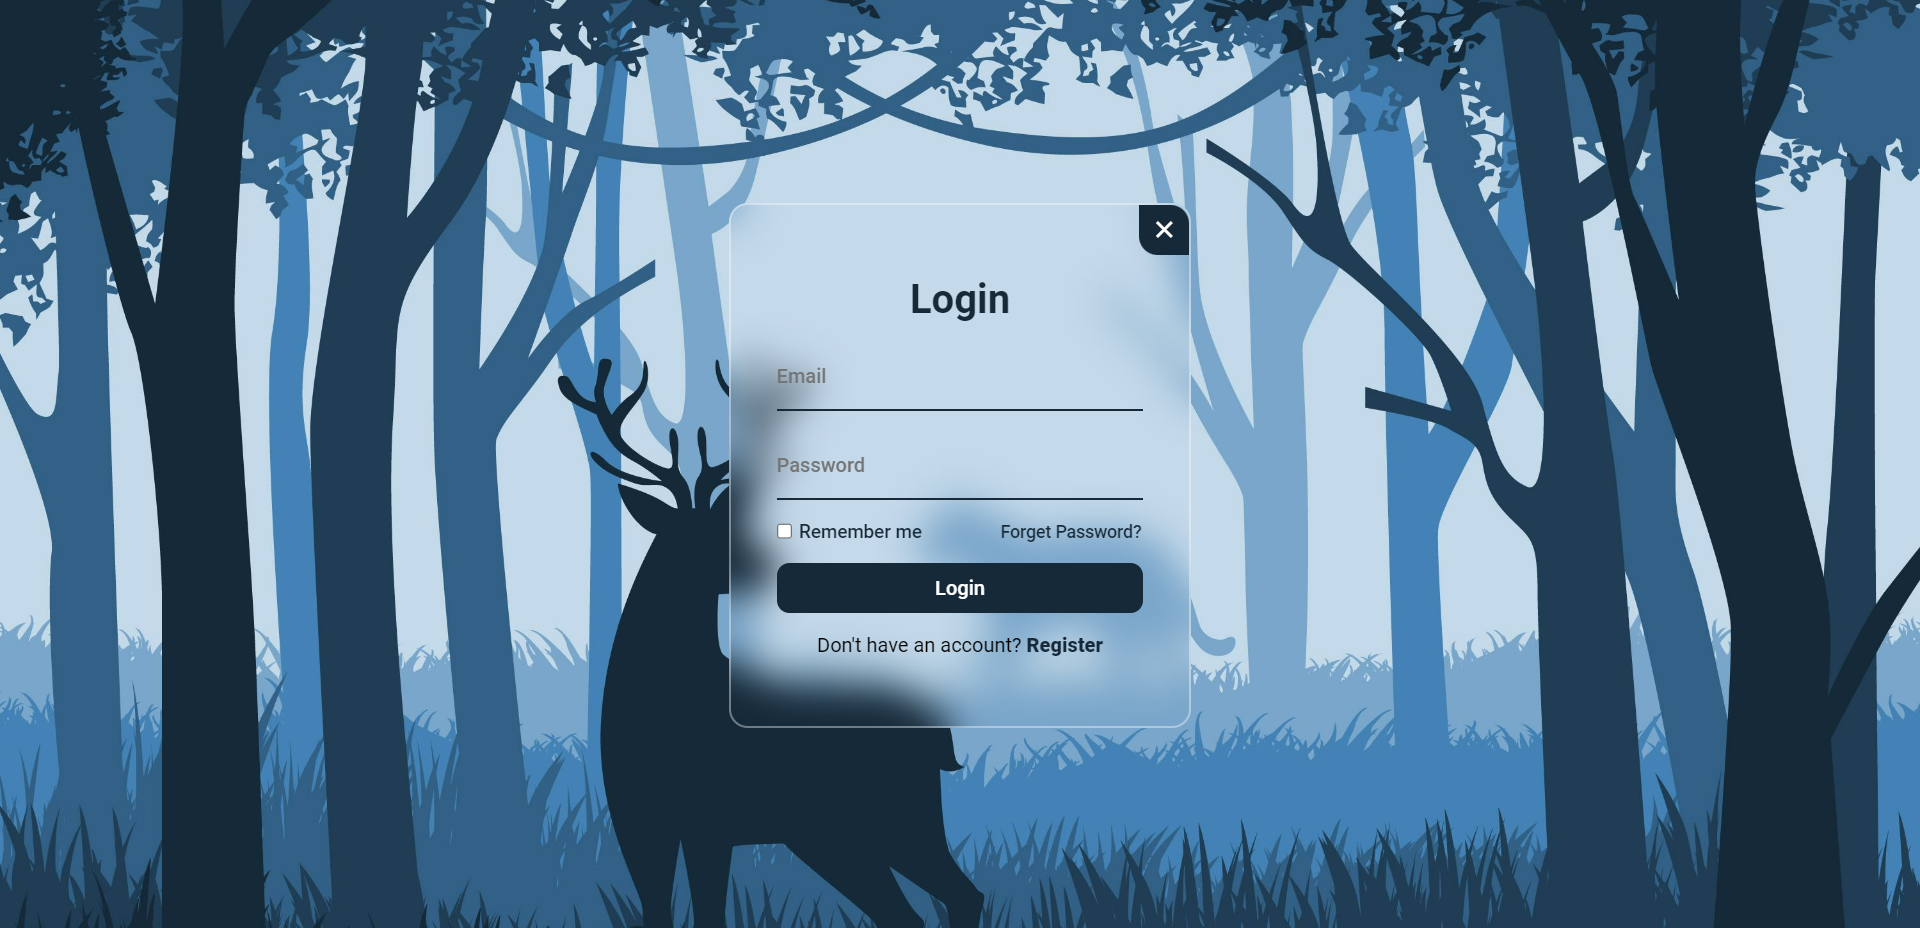 Login
Email
Password
Remember me Forget Password?
Login
Don't have an account? Register